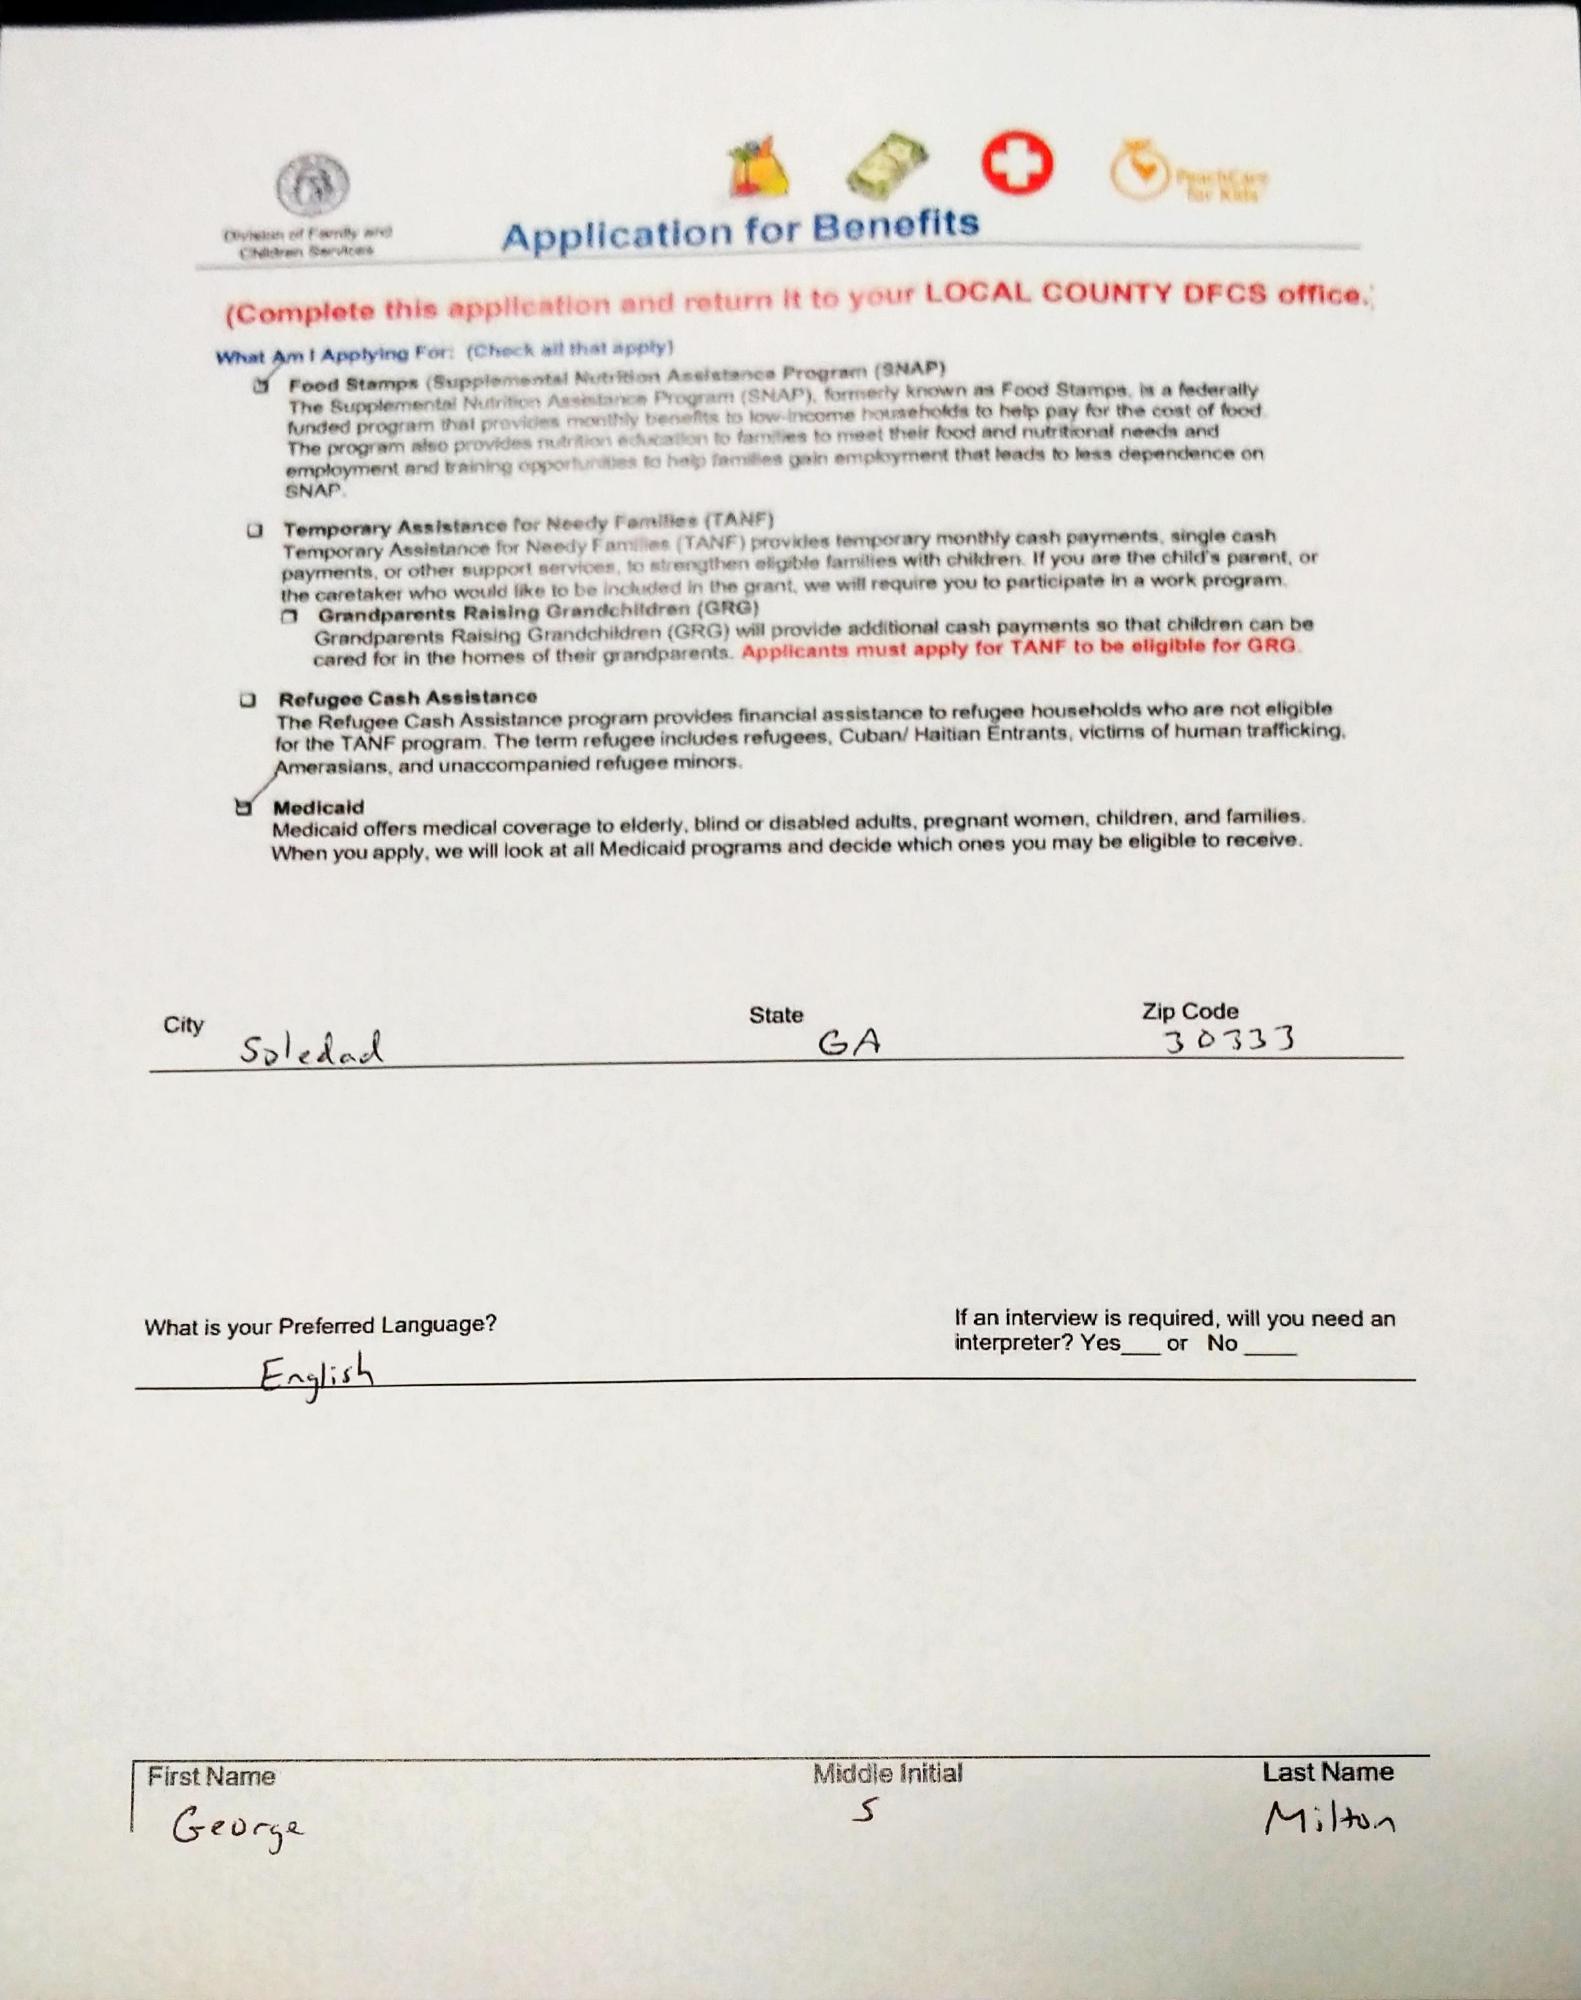 Division of Family and
Children Services
PeachCare
for Kids
Application for Benefits
(Complete this application and return it to your LOCAL COUNTY DFCS office.)
What Am I Applying For: (Check all that apply)
Food Stamps (Supplemental Nutrition Assistance Program (SNAP)
The Supplemental Nutrition Assistance Program (SNAP), formerly known as Food Stamps, is a federally
funded program that provides monthly benefits to low-income households to help pay for the cost of food.
The program also provides nutrition education to families to meet their food and nutritional needs and
employment and training opportunities to help families gain employment that leads to less dependence on
SNAP.
Temporary Assistance for Needy Families (TANF)
Temporary Assistance for Needy Families (TANF) provides temporary monthly cash payments, single cash
payments, or other support services, to strengthen eligible families with children. If you are the child's parent, or
the caretaker who would like to be included in the grant, we will require you to participate in a work program.
Grandparents Raising Grandchildren (GRG)
Grandparents Raising Grandchildren (GRG) will provide additional cash payments so that children can be
cared for in the homes of their grandparents. Applicants must apply for TANF to be eligible for GRG.
Refugee Cash Assistance
The Refugee Cash Assistance program provides financial assistance to refugee households who are not eligible
for the TANF program. The term refugee includes refugees, Cuban/ Haitian Entrants, victims of human trafficking,
Amerasians, and unaccompanied refugee minors.
Medicaid
Medicaid offers medical coverage to elderly, blind or disabled adults, pregnant women, children, and families.
When you apply, we will look at all Medicaid programs and decide which ones you may be eligible to receive.
City State Zip Code
Soledad GA 30333
What is your Preferred Language?
English
If an interview is required, will you need an
interpreter? Yes___ or No ____
First Name Middle Initial Last Name
George S Milton